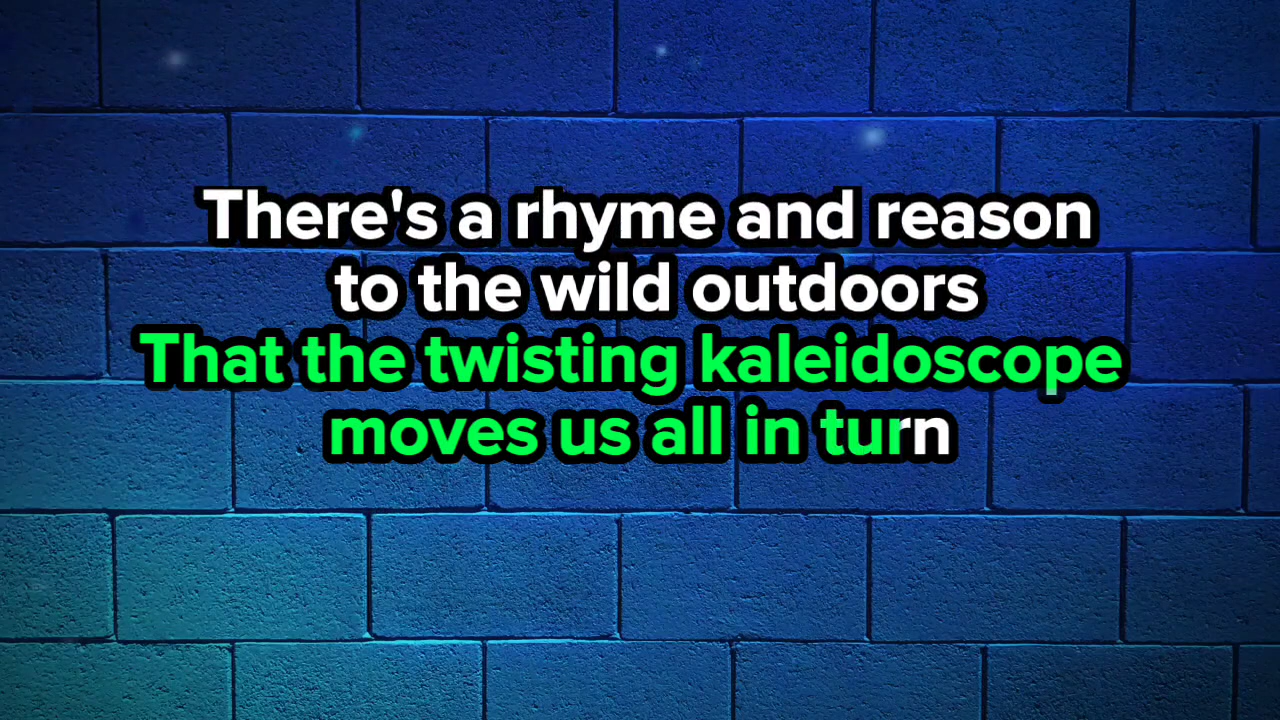 There's a rhyme and reason
to the wild outdoors
That the twisting kaleidoscope
moves us all in turn